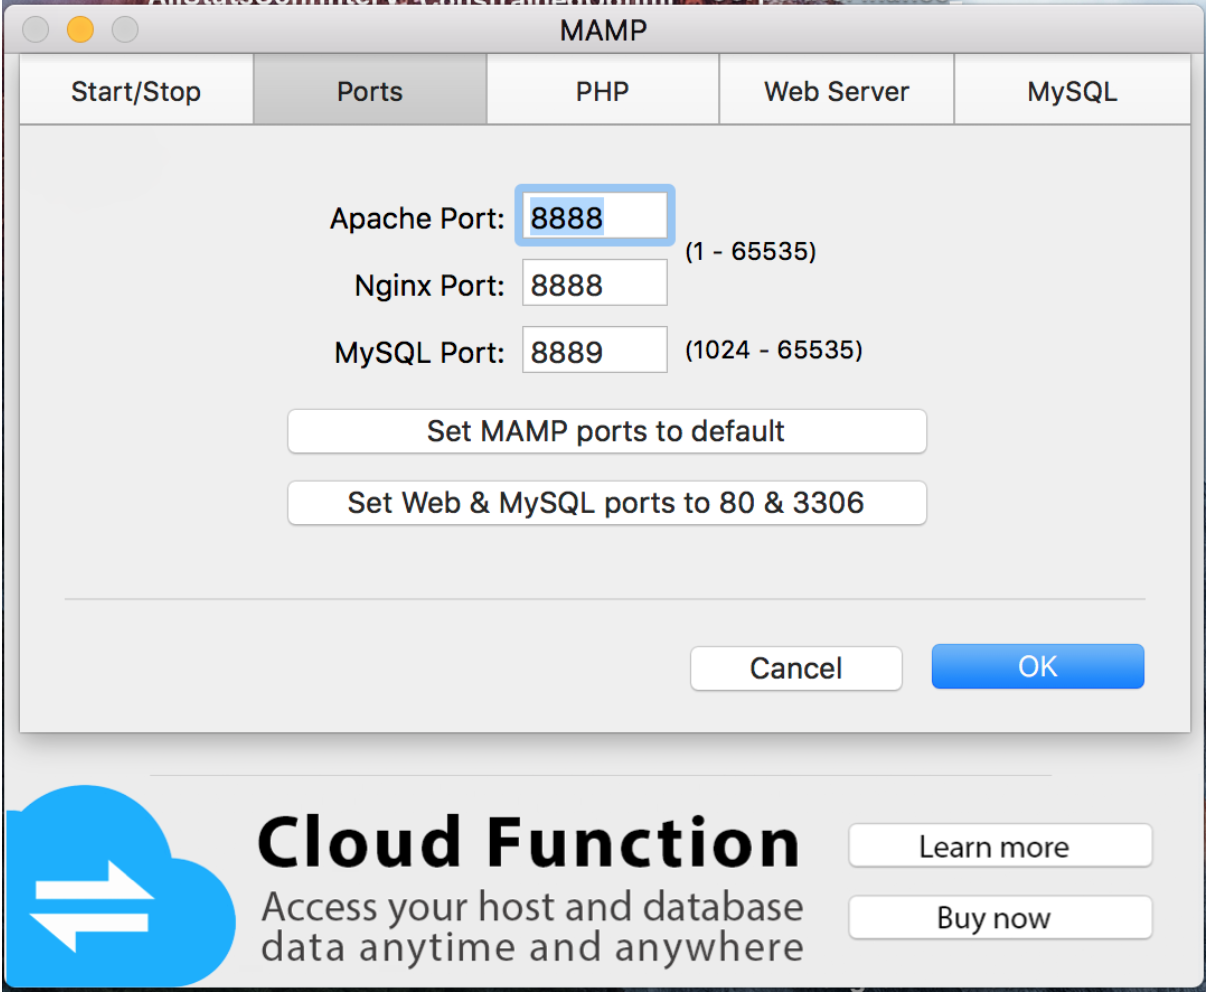 MAMP
Start/Stop Ports PHP Web Server MySQL
Apache Port: 8888
(1 - 65535)
Nginx Port: 8888
MySQL Port: 8889 (1024 - 65535)
Set MAMP ports to default
Set Web & MySQL ports to 80 & 3306
Cancel OK
Cloud Function
Access your host and database
data anytime and anywhere
Learn more
Buy now